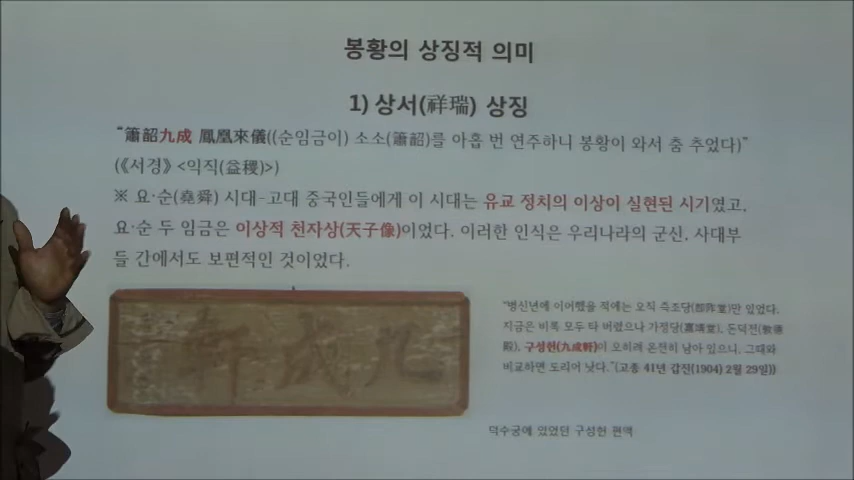 봉황의 상징적 의미
1) 상서(祥瑞) 상징
"簫韶九成 鳳凰來儀((순임금이) 소소(簫韶)를 아홉 번 연주하니 봉황이 와서 춤 추었다)"
(《서경》 <익직(益稷)>)
※ 요·순(堯舜) 시대-고대 중국인들에게 이 시대는 유교 정치의 이상이 실현된 시기였고,
요·순 두 임금은 이상적 천자상(天子像)이었다. 이러한 인식은 우리나라의 군신, 사대부
들 간에서도 보편적인 것이었다.
軒成九
"병신년에 이어했을 적에는 오직 즉조당(卽阼堂)만 있었다.
지금은 비록 모두 타 버렸으나 가정당(嘉靖堂), 돈덕전(惇德
殿), 구성헌(九成軒)이 오히려 온전히 남아 있으니, 그때와
비교하면 도리어 낫다."(고종 41년 갑진(1904) 2월 29일))
덕수궁에 있었던 구성헌 편액